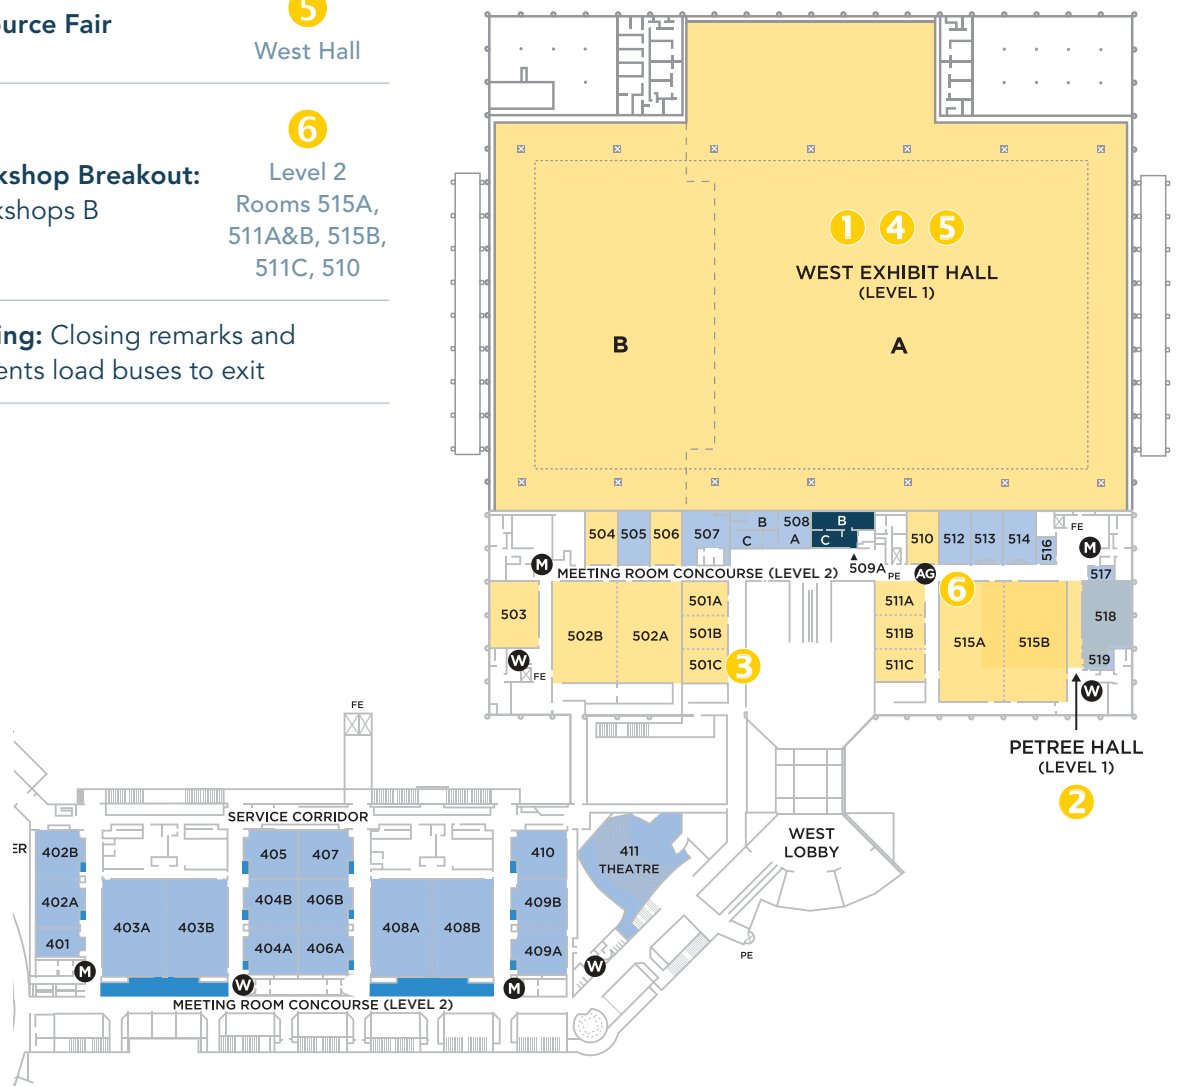 ource Fair
5
West Hall
6
kshop Breakout:
kshops B
Level 2
Rooms 515A,
511A&B, 515B,
511C, 510
ing: Closing remarks and
ents load buses to exit
1 4 5
WEST EXHIBIT HALL
(LEVEL 1)
B
A
504 505 506 507
B 508 B
C A C
510 512 513 514
516
FE
M
M
MEETING ROOM CONCOURSE (LEVEL 2)
509A
PE
AG
6
517
503
502B 502A
501A
501B
501C
3
511A
511B
511C
515A 515B
518
519
W
FE
W
PETREE HALL
(LEVEL 1)
2
FE
SERVICE CORRIDOR
WEST
LOBBY
ER
402B
402A
401
403A 403B
405 407
404B 406B
404A 406A
408A 408B
410
409B
409A
411
THEATRE
M
W
M
W
PE
MEETING ROOM CONCOURSE (LEVEL 2)